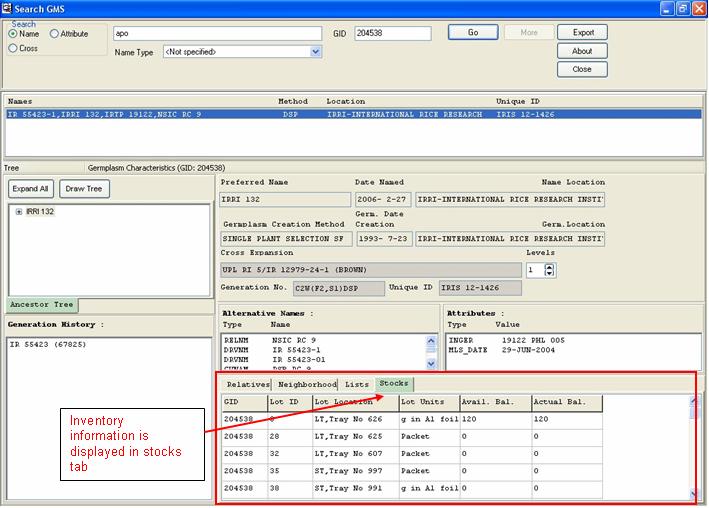 Search GMS
Search
Name Attribute
Cross
apo
GID 204538
Go More Export
About
Close
Name Type <Not specified>
Names Method Location Unique ID
IR 55423-1,IRRI 132,IRTP 19122,NSIC RC 9 DSP IRRI-INTERNATIONAL RICE RESEARCH IRIS 12-1426
Tree Germplasm Characteristics (GID: 204538)
Expand All Draw Tree
IRRI 132
Ancestor Tree
Generation History :
IR 55423 (67825)
Preferred Name Date Named Name Location
IRRI 132 2006- 2-27 IRRI-INTERNATIONAL RICE RESEARCH INSTI
Germplasm Creation Method Germ. Date Creation Germ.Location
SINGLE PLANT SELECTION SF 1993- 7-23 IRRI-INTERNATIONAL RICE RESEARCH INSTI
Cross Expansion Levels
UPL RI 5/IR 12979-24-1 (BROWN) 1
Generation No. C2W(F2,S1)DSP Unique ID IRIS 12-1426
Alternative Names :
Type Name
RELNM NSIC RC 9
DRVNM IR 55423-1
DRVNM IR 55423-01
Attributes :
Type Value
INGER 19122 PHL 005
MLS_DATE 29-JUN-2004
Relatives Neighborhood Lists Stocks
GID Lot ID Lot Location Lot Units Avail. Bal. Actual Bal.
204538 LT,Tray No 626 g in Al foil 120 120
204538 28 LT,Tray No 625 Packet 0 0
204538 32 LT,Tray No 607 Packet 0 0
204538 35 ST,Tray No 997 Packet 0 0
204538 38 ST,Tray No 991 g in Al foil 0 0
Inventory
information is
displayed in stocks
tab